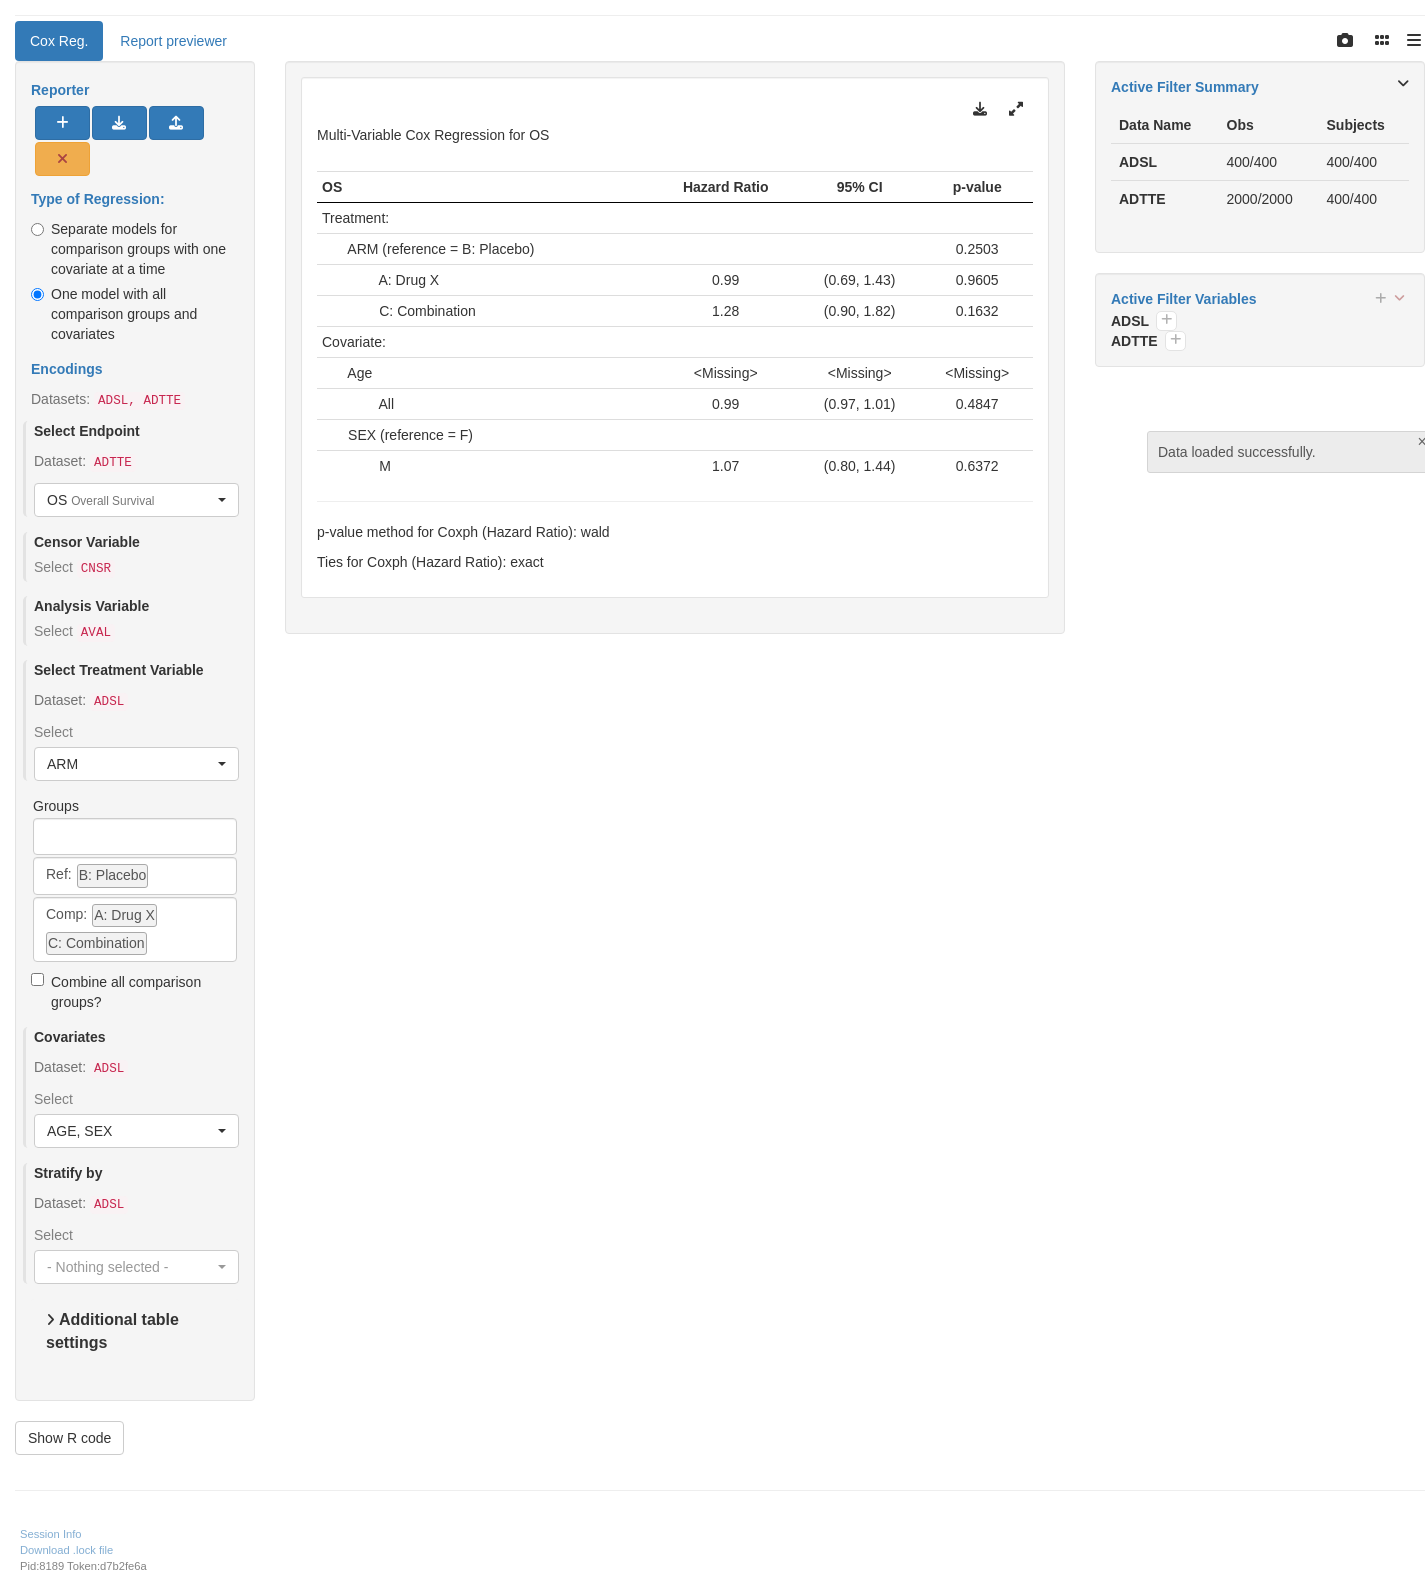 Cox Reg.
Report previewer
Reporter
Type of Regression:
Separate models for
comparison groups with one
covariate at a time
One model with all
comparison groups and
covariates
Encodings
Datasets: ADSL, ADTTE
Select Endpoint
Dataset: ADTTE
OS Overall Survival
Censor Variable
Select CNSR
Analysis Variable
Select AVAL
Select Treatment Variable
Dataset: ADSL
Select
ARM
Groups
Ref: B: Placebo
Comp: A: Drug X
C: Combination
Combine all comparison
groups?
Covariates
Dataset: ADSL
Select
AGE, SEX
Stratify by
Dataset: ADSL
Select
- Nothing selected -
Additional table
settings
Show R code
Multi-Variable Cox Regression for OS
OS Hazard Ratio 95% CI p-value
Treatment:
ARM (reference = B: Placebo) 0.2503
A: Drug X 0.99 (0.69, 1.43) 0.9605
C: Combination 1.28 (0.90, 1.82) 0.1632
Covariate:
Age <Missing> <Missing> <Missing>
All 0.99 (0.97, 1.01) 0.4847
SEX (reference = F)
M 1.07 (0.80, 1.44) 0.6372
p-value method for Coxph (Hazard Ratio): wald
Ties for Coxph (Hazard Ratio): exact
Active Filter Summary
Data Name Obs Subjects
ADSL 400/400 400/400
ADTTE 2000/2000 400/400
Active Filter Variables
ADSL
ADTTE
Data loaded successfully.
Session Info
Download .lock file
Pid:8189 Token:d7b2fe6a